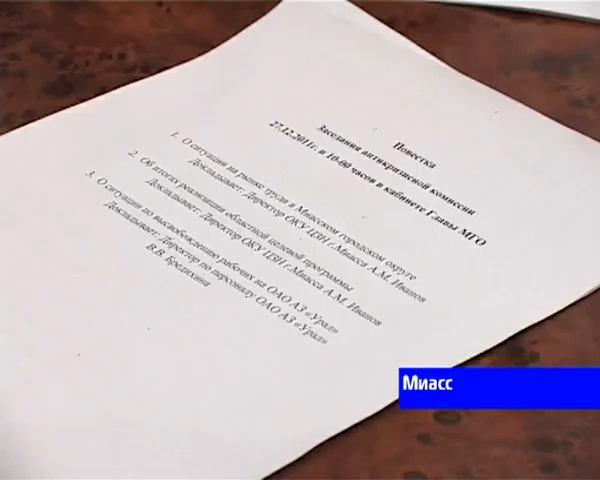 Повестка
Заседания антикризисной комиссии
27.12.2011г. в 10-00 часов в кабинете Главы МГО
1. О ситуации на рынке труда в Миасском городском округе
Докладывает: Директор ОКУ ЦЗН г.Миасса А.М. Иванов
2. Об итогах реализации областной целевой программы
Докладывает: Директор ОКУ ЦЗН г.Миасса А.М. Иванов
3. О ситуации по высвобождению рабочих на ОАО АЗ «Урал»
Докладывает: Директор по персоналу ОАО АЗ «Урал»
В.В. Бредихина
Миасс